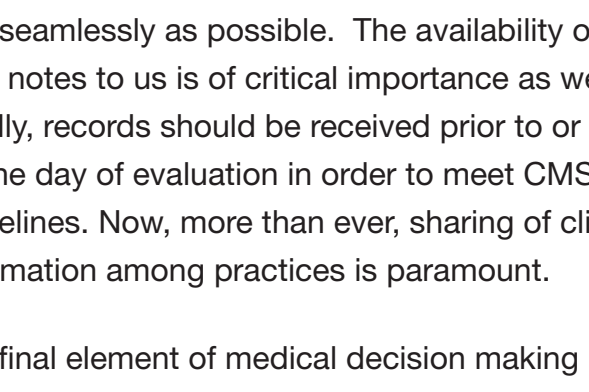 seamlessly as possible.  The availability o
notes to us is of critical importance as we
lly, records should be received prior to or
he day of evaluation in order to meet CMS
elines. Now, more than ever, sharing of cli
rmation among practices is paramount.
final element of medical decision making